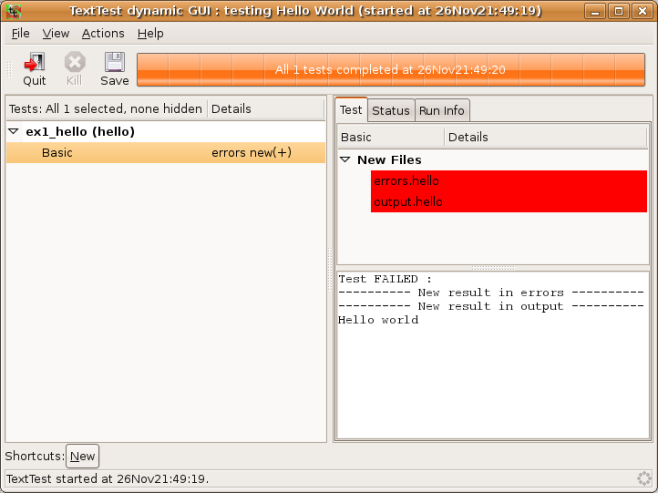 TextTest dynamic GUI : testing Hello World (started at 26Nov21:49:19)
File View Actions Help
Quit Kill Save
All 1 tests completed at 26Nov21:49:20
Tests: All 1 selected, none hidden Details
ex1_hello (hello)
Basic errors new(+)
Test Status Run Info
Basic Details
New Files
errors.hello
output.hello
Test FAILED :
---------- New result in errors ----------
---------- New result in output ----------
Hello world
Shortcuts: New
TextTest started at 26Nov21:49:19.